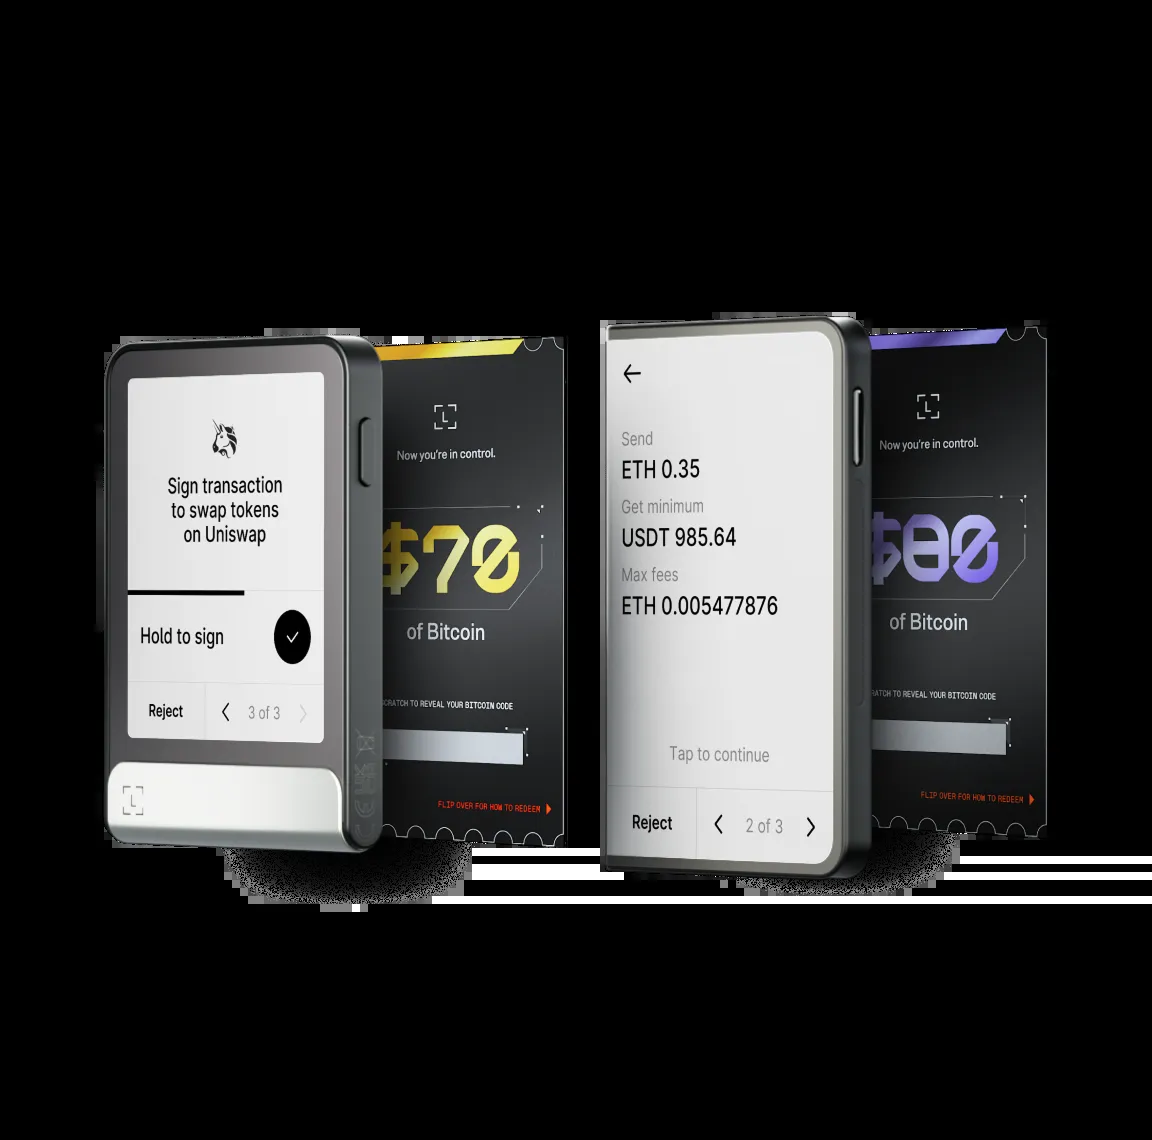 Sign transaction
to swap tokens
on Uniswap
Hold to sign
Reject
3 of 3
Now you're in control.
$70
of Bitcoin
SCRATCH TO REVEAL YOUR BITCOIN CODE
FLIP OVER FOR HOW TO REDEEM
Send
ETH 0.35
Get minimum
USDT 985.64
Max fees
ETH 0.005477876
Tap to continue
Reject
2 of 3
Now you're in control.
$80
of Bitcoin
RATCH TO REVEAL YOUR BITCOIN CODE
FLIP OVER FOR HOW TO REDEEM